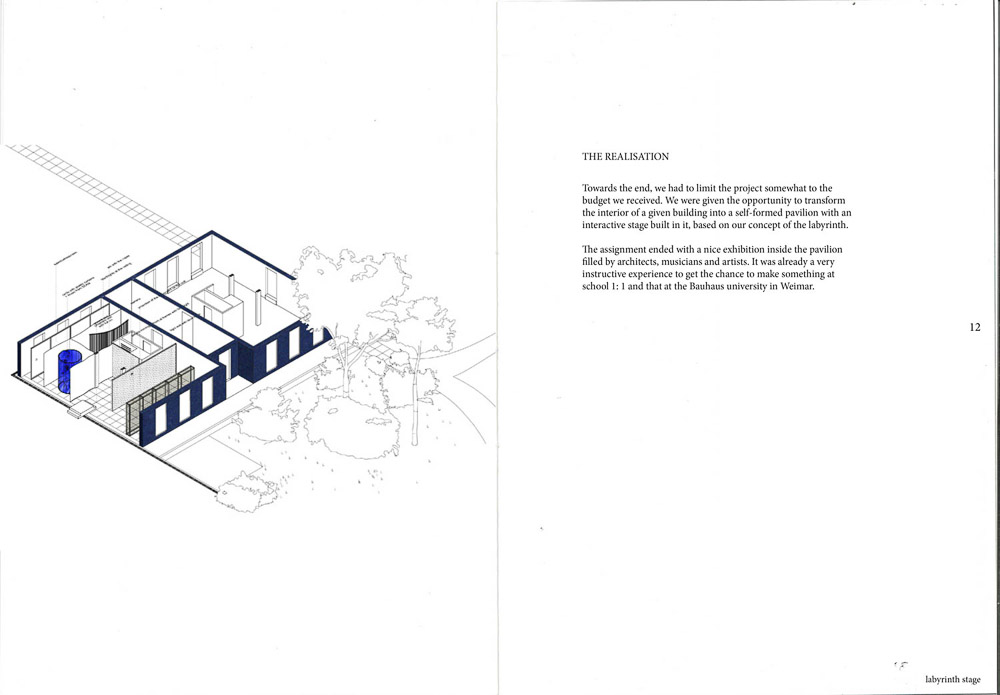 THE REALISATION
Towards the end, we had to limit the project somewhat to the
budget we received. We were given the opportunity to transform
the interior of a given building into a self-formed pavilion with an
interactive stage built in it, based on our concept of the labyrinth.
The assignment ended with a nice exhibition inside the pavilion
filled by architects, musicians and artists. It was already a very
instructive experience to get the chance to make something at
school 1: 1 and that at the Bauhaus university in Weimar.
12
labyrinth stage